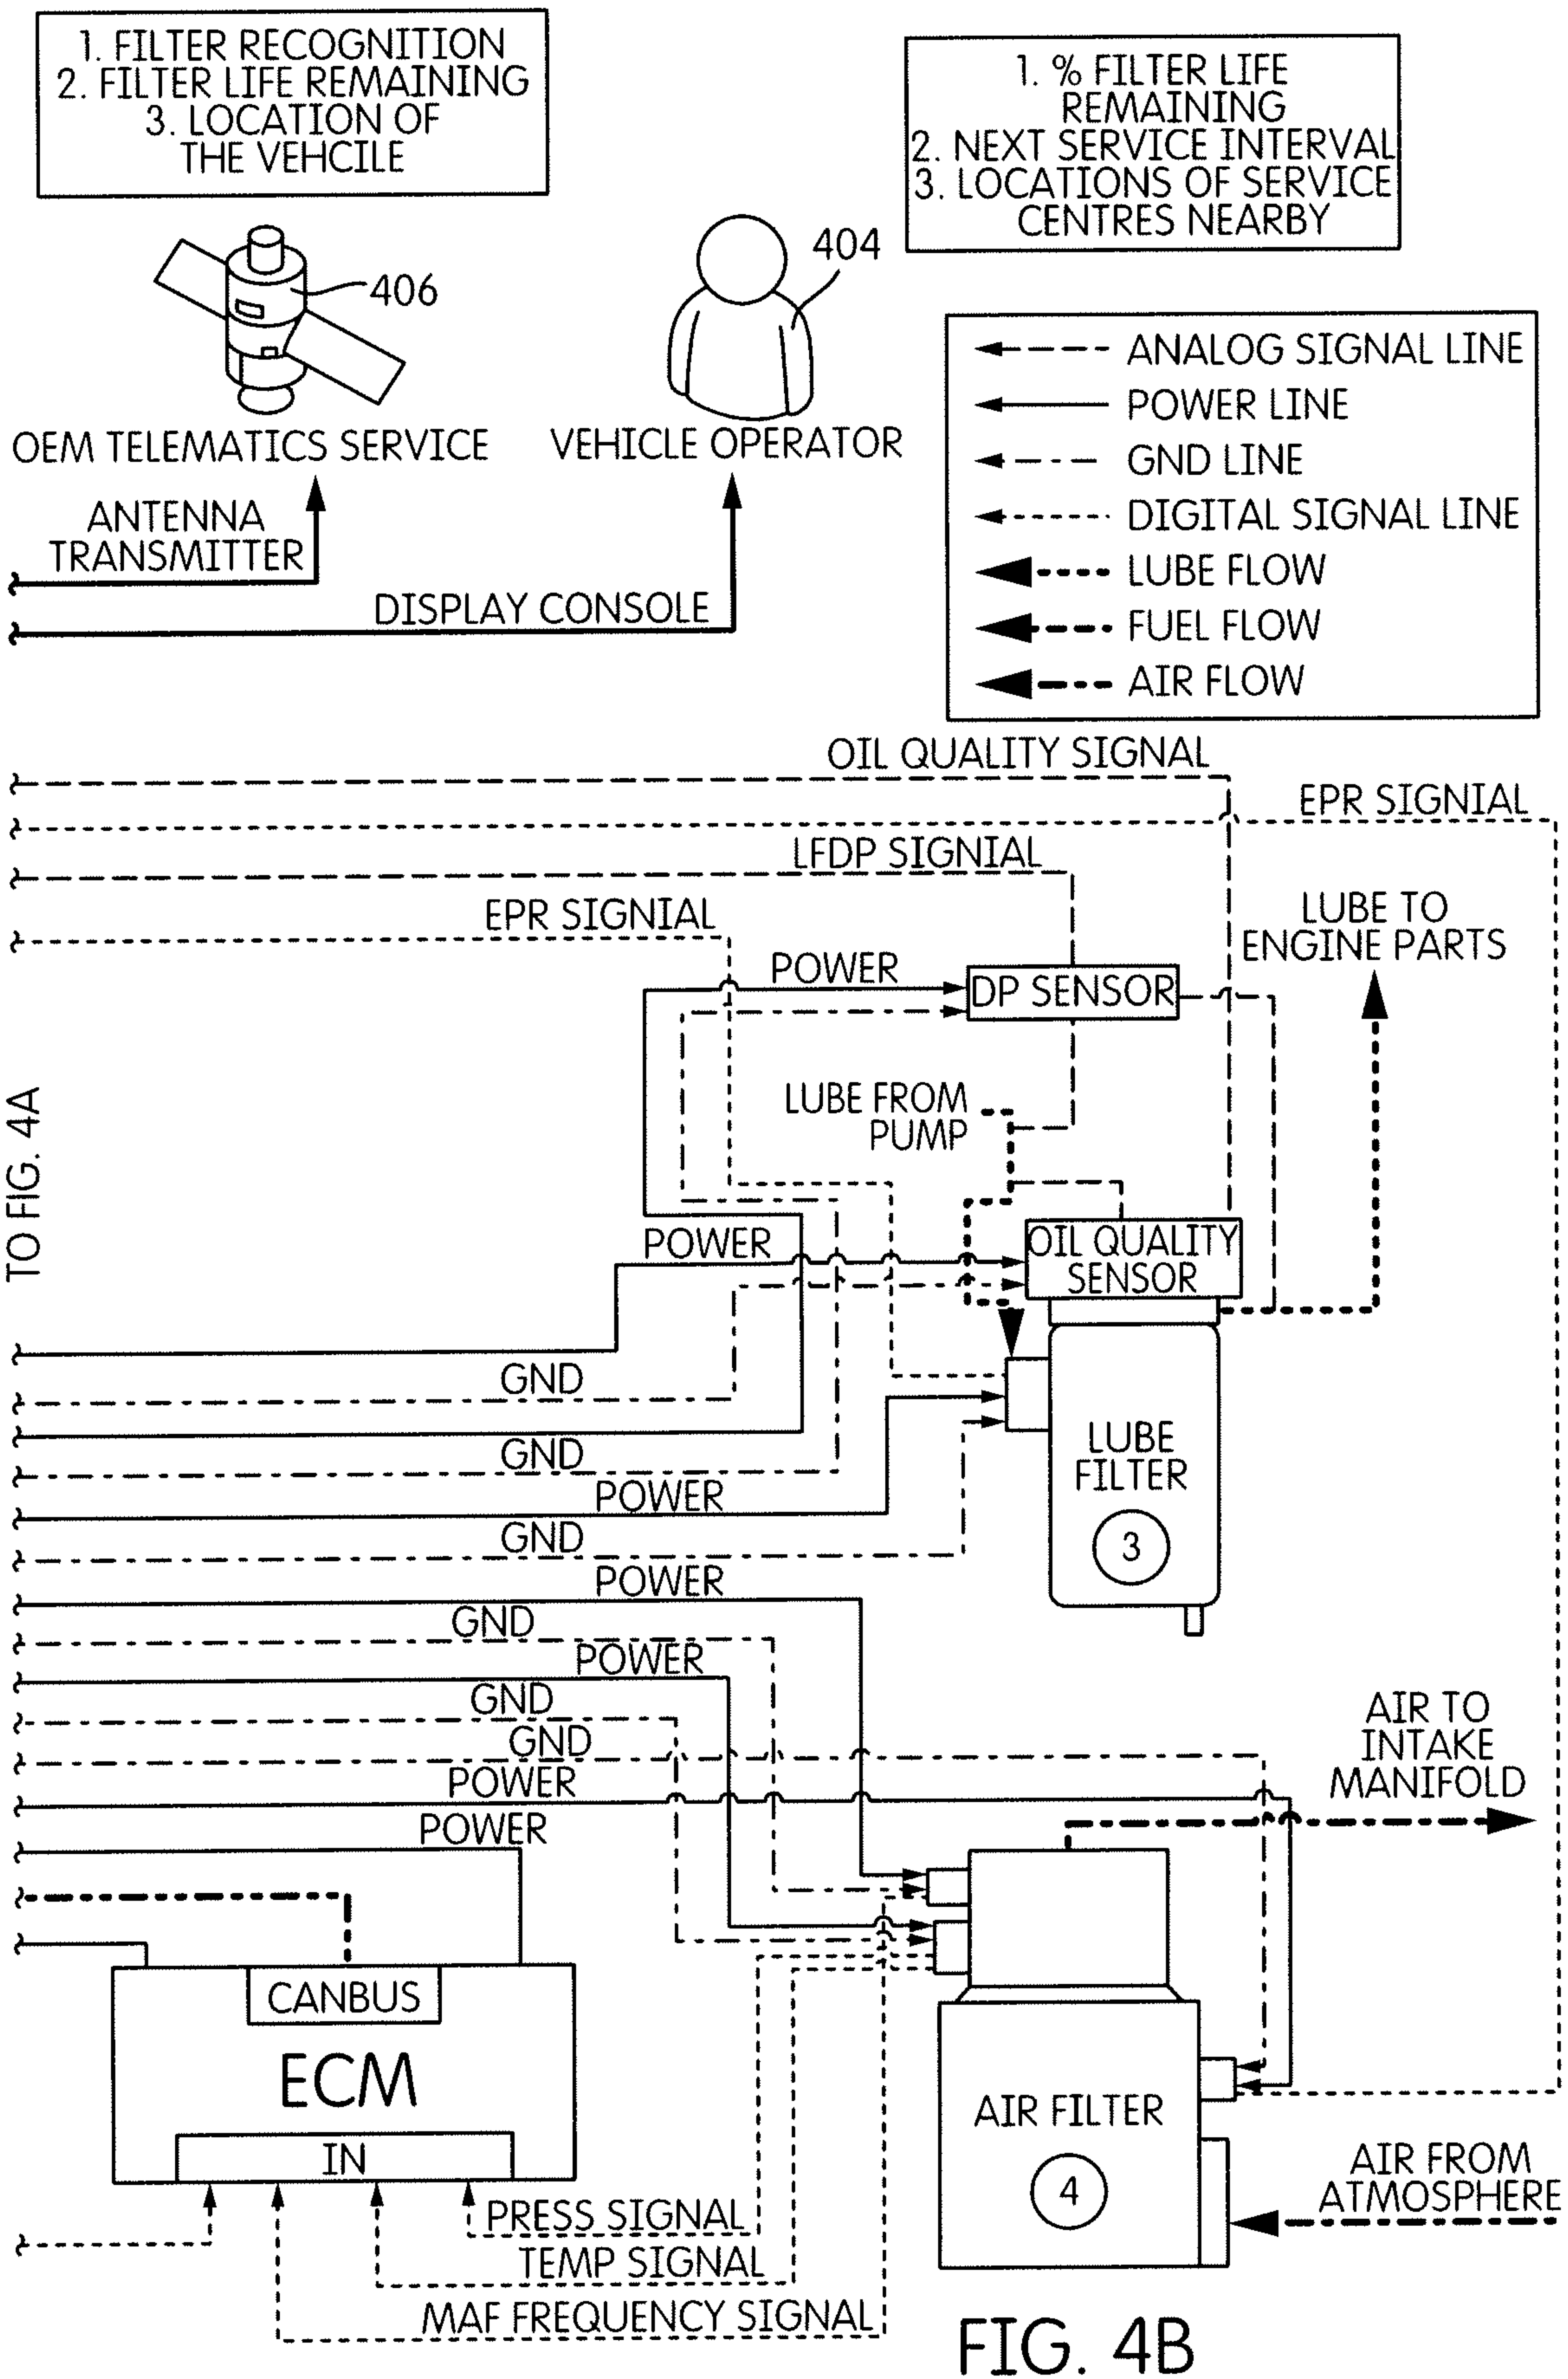 1. FILTER RECOGNITION
2. FILTER LIFE REMAINING
3. LOCATION OF
THE VEHCILE
1. % FILTER LIFE
REMAINING
2. NEXT SERVICE INTERVAL
3. LOCATIONS OF SERVICE
CENTRES NEARBY
406
404
OEM TELEMATICS SERVICE
VEHICLE OPERATOR
ANTENNA
TRANSMITTER
DISPLAY CONSOLE
ANALOG SIGNAL LINE
POWER LINE
GND LINE
DIGITAL SIGNAL LINE
LUBE FLOW
FUEL FLOW
AIR FLOW
OIL QUALITY SIGNAL
EPR SIGNIAL
LFDP SIGNIAL
EPR SIGNIAL
LUBE TO
ENGINE PARTS
POWER
DP SENSOR
LUBE FROM
PUMP
TO FIG. 4A
POWER
OIL QUALITY
SENSOR
GND
GND
LUBE
FILTER
3
POWER
GND
POWER
GND
POWER
GND
GND
POWER
POWER
AIR TO
INTAKE
MANIFOLD
CANBUS
ECM
IN
AIR FILTER
4
AIR FROM
ATMOSPHERE
PRESS SIGNAL
TEMP SIGNAL
MAF FREQUENCY SIGNAL
FIG. 4B